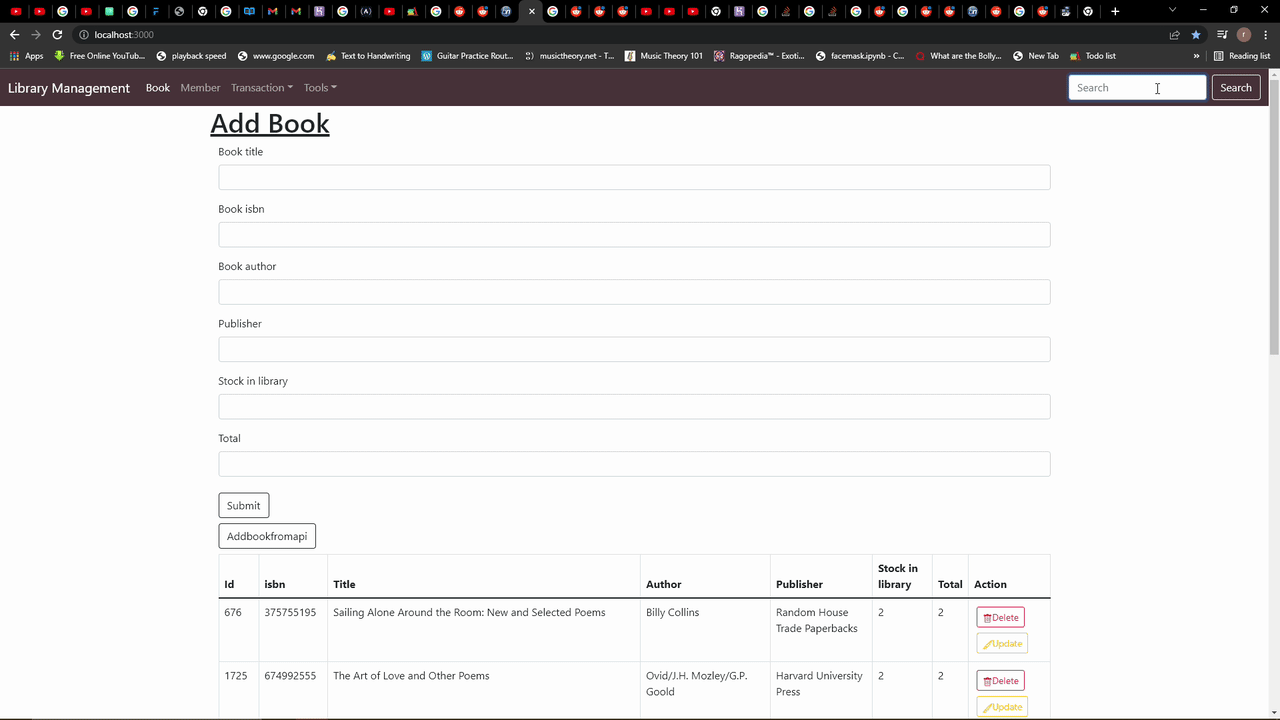 localhost:3000
Apps Free Online YouTub... playback speed www.google.com Text to Handwriting Guitar Practice Rout... musictheory.net - T... Music Theory 101 Ragopedia™ - Exoti... facemask.ipynb - C... What are the Bolly... New Tab Todo list » Reading list
Library Management Book Member Transaction Tools Search Search
Add Book
Book title
Book isbn
Book author
Publisher
Stock in library
Total
Submit
Addbookfromapi
Id isbn Title Author Publisher Stock in library Total Action
676 375755195 Sailing Alone Around the Room: New and Selected Poems Billy Collins Random House Trade Paperbacks 2 2 Delete
Update
1725 674992555 The Art of Love and Other Poems Ovid/J.H. Mozley/G.P. Goold Harvard University Press 2 2 Delete
Update